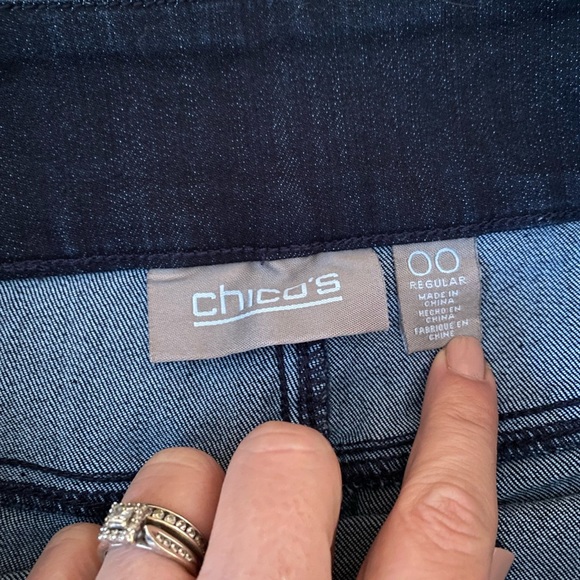 chico's
00
REGULAR
MADE IN
CHINA
HECHO EN
CHINA
FABRIQUE EN
CHINE